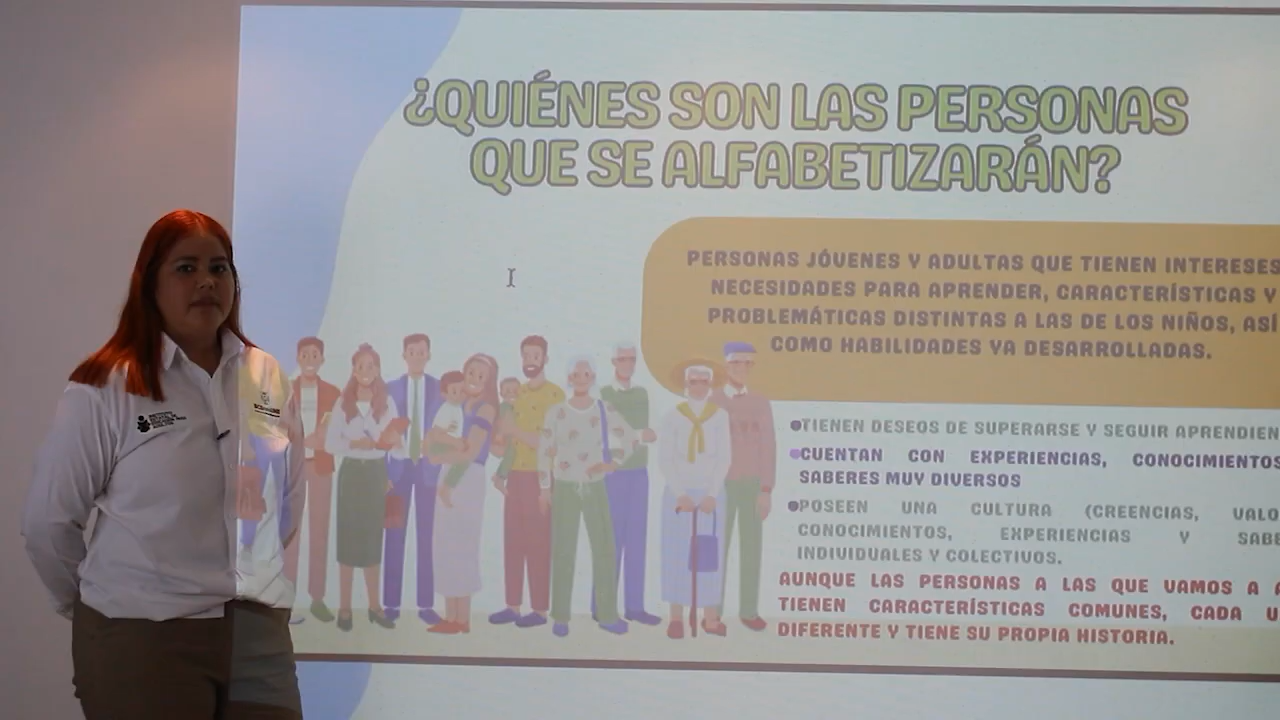 ¿QUIÉNES SON LAS PERSONAS
QUE SE ALFABETIZARÁN?
PERSONAS JÓVENES Y ADULTAS QUE TIENEN INTERESES
NECESIDADES PARA APRENDER, CARACTERÍSTICAS Y
PROBLEMÁTICAS DISTINTAS A LAS DE LOS NIÑOS, ASÍ
COMO HABILIDADES YA DESARROLLADAS.
TIENEN DESEOS DE SUPERARSE Y SEGUIR APRENDIEN
CUENTAN CON EXPERIENCIAS, CONOCIMIENTOS
SABERES MUY DIVERSOS
POSEEN UNA CULTURA (CREENCIAS, VALO
CONOCIMIENTOS, EXPERIENCIAS Y SABE
INDIVIDUALES Y COLECTIVOS.
AUNQUE LAS PERSONAS A LAS QUE VAMOS A A
TIENEN CARACTERÍSTICAS COMUNES, CADA U
DIFERENTE Y TIENE SU PROPIA HISTORIA.